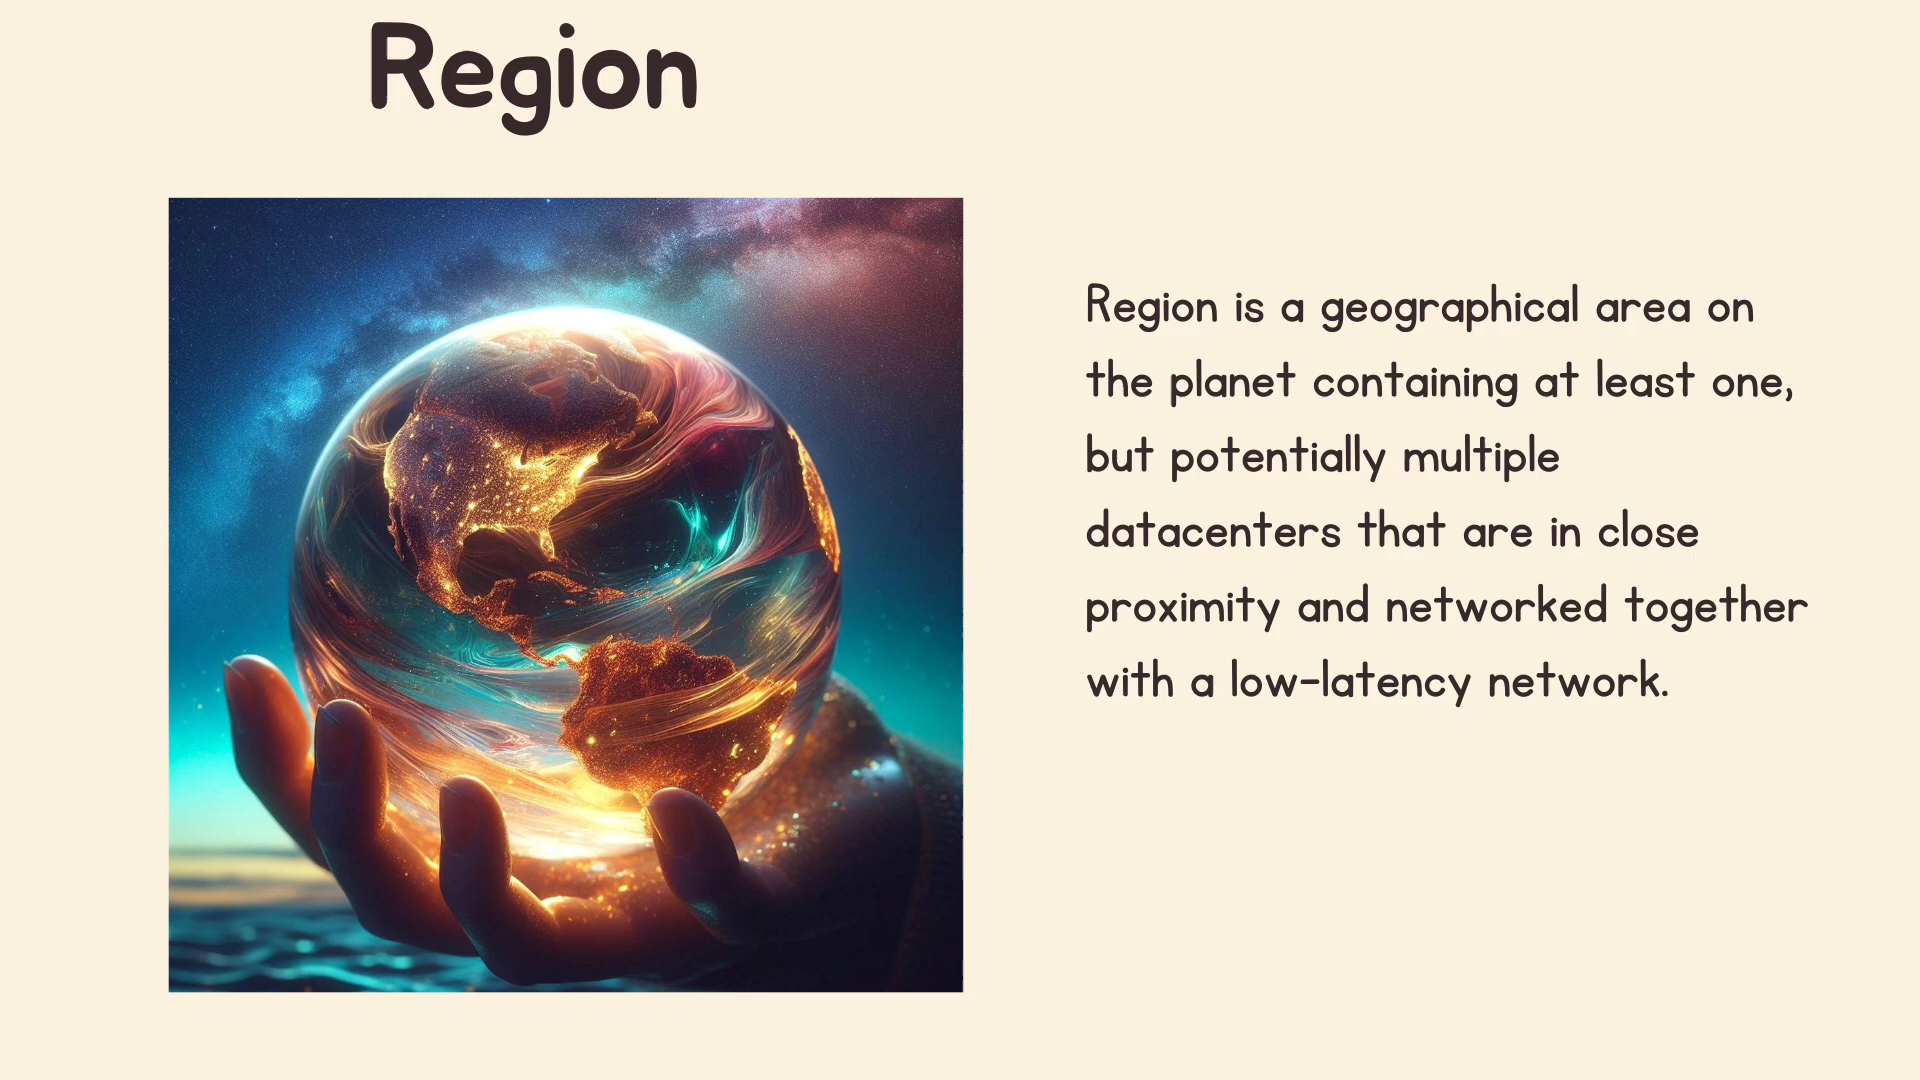 Region
Region is a geographical area on
the planet containing at least one,
but potentially multiple
datacenters that are in close
proximity and networked together
with a low-latency network.